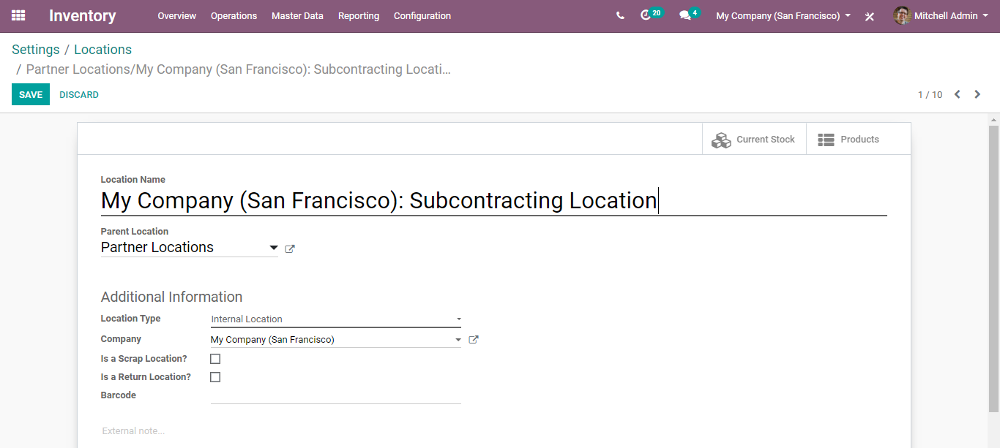 Inventory Overview Operations Master Data Reporting Configuration 20 4 My Company (San Francisco) Mitchell Admin
Settings / Locations
/ Partner Locations/My Company (San Francisco): Subcontracting Locati...
SAVE DISCARD 1 / 10
Current Stock Products
Location Name
My Company (San Francisco): Subcontracting Location
Parent Location
Partner Locations
Additional Information
Location Type Internal Location
Company My Company (San Francisco)
Is a Scrap Location?
Is a Return Location?
Barcode
External note...